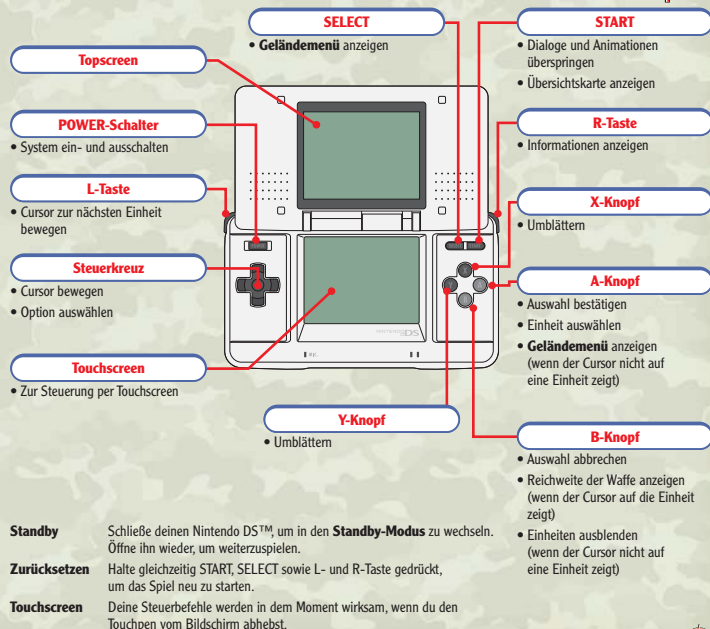 SELECT
• Geländemenü anzeigen
START
• Dialoge und Animationen
überspringen
• Übersichtskarte anzeigen
Topscreen
POWER-Schalter
• System ein- und ausschalten
R-Taste
• Informationen anzeigen
L-Taste
• Cursor zur nächsten Einheit
bewegen
X-Knopf
• Umblättern
Steuerkreuz
• Cursor bewegen
• Option auswählen
A-Knopf
• Auswahl bestätigen
• Einheit auswählen
• Geländemenü anzeigen
(wenn der Cursor nicht auf
eine Einheit zeigt)
NINTENDO DS
Touchscreen
• Zur Steuerung per Touchscreen
Y-Knopf
• Umblättern
B-Knopf
• Auswahl abbrechen
• Reichweite der Waffe anzeigen
(wenn der Cursor auf die Einheit
zeigt)
• Einheiten ausblenden
(wenn der Cursor nicht auf
eine Einheit zeigt)
Standby Schließe deinen Nintendo DS™, um in den Standby-Modus zu wechseln.
Öffne ihn wieder, um weiterzuspielen.
Zurücksetzen Halte gleichzeitig START, SELECT sowie L- und R-Taste gedrückt,
um das Spiel neu zu starten.
Touchscreen Deine Steuerbefehle werden in dem Moment wirksam, wenn du den
Touchpen vom Bildschirm abhebst.